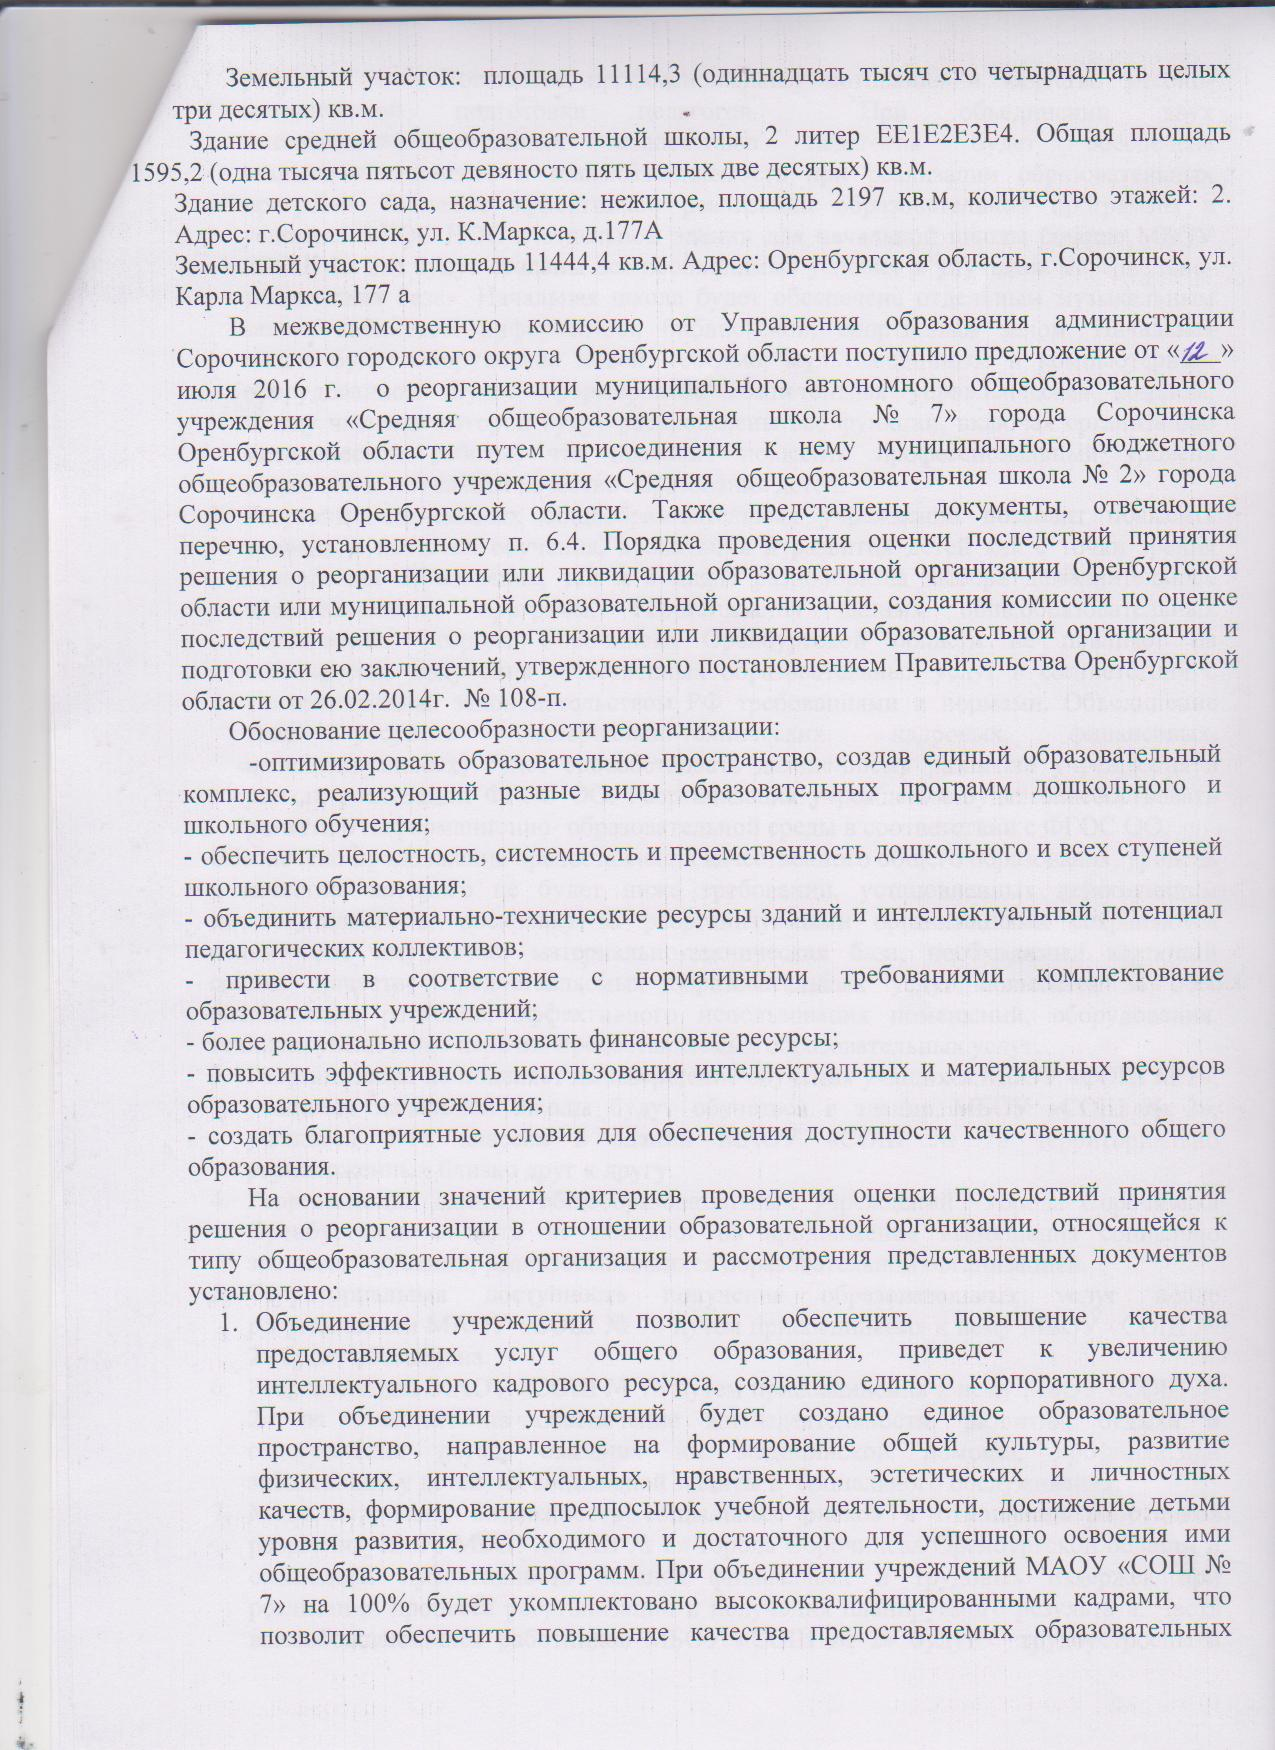 Земельный участок: площадь 11114,3 (одиннадцать тысяч сто четырнадцать целых
три десятых) кв.м.
Здание средней общеобразовательной школы, 2 литер ЕЕ1Е2Е3Е4. Общая площадь
1595,2 (одна тысяча пятьсот девяносто пять целых две десятых) кв.м.
Здание детского сада, назначение: нежилое, площадь 2197 кв.м, количество этажей: 2.
Адрес: г.Сорочинск, ул. К.Маркса, д.177А
Земельный участок: площадь 11444,4 кв.м. Адрес: Оренбургская область, г.Сорочинск, ул.
Карла Маркса, 177 а
В межведомственную комиссию от Управления образования администрации
Сорочинского городского округа Оренбургской области поступило предложение от «12»
июля 2016 г. о реорганизации муниципального автономного общеобразовательного
учреждения «Средняя общеобразовательная школа № 7» города Сорочинска
Оренбургской области путем присоединения к нему муниципального бюджетного
общеобразовательного учреждения «Средняя общеобразовательная школа № 2» города
Сорочинска Оренбургской области. Также представлены документы, отвечающие
перечню, установленному п. 6.4. Порядка проведения оценки последствий принятия
решения о реорганизации или ликвидации образовательной организации Оренбургской
области или муниципальной образовательной организации, создания комиссии по оценке
последствий решения о реорганизации или ликвидации образовательной организации и
подготовки ею заключений, утвержденного постановлением Правительства Оренбургской
области от 26.02.2014г. № 108-п.
Обоснование целесообразности реорганизации:
-оптимизировать образовательное пространство, создав единый образовательный
комплекс, реализующий разные виды образовательных программ дошкольного и
школьного обучения;
- обеспечить целостность, системность и преемственность дошкольного и всех ступеней
школьного образования;
- объединить материально-технические ресурсы зданий и интеллектуальный потенциал
педагогических коллективов;
- привести в соответствие с нормативными требованиями комплектование
образовательных учреждений;
- более рационально использовать финансовые ресурсы;
- повысить эффективность использования интеллектуальных и материальных ресурсов
образовательного учреждения;
- создать благоприятные условия для обеспечения доступности качественного общего
образования.
На основании значений критериев проведения оценки последствий принятия
решения о реорганизации в отношении образовательной организации, относящейся к
типу общеобразовательная организация и рассмотрения представленных документов
установлено:
1. Объединение учреждений позволит обеспечить повышение качества
предоставляемых услуг общего образования, приведет к увеличению
интеллектуального кадрового ресурса, созданию единого корпоративного духа.
При объединении учреждений будет создано единое образовательное
пространство, направленное на формирование общей культуры, развитие
физических, интеллектуальных, нравственных, эстетических и личностных
качеств, формирование предпосылок учебной деятельности, достижение детьми
уровня развития, необходимого и достаточного для успешного освоения ими
общеобразовательных программ. При объединении учреждений МАОУ «СОШ №
7» на 100% будет укомплектовано высококвалифицированными кадрами, что
позволит обеспечить повышение качества предоставляемых образовательных